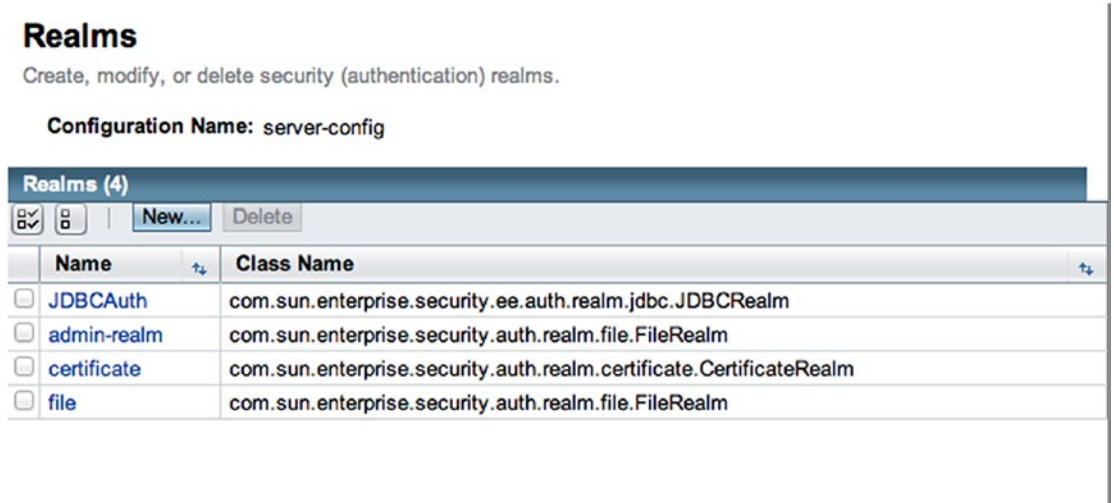 Realms
Create, modify, or delete security (authentication) realms.
Configuration Name: server-config
Realms (4)
New... Delete
Name Class Name
JDBCAuth com.sun.enterprise.security.ee.auth.realm.jdbc.JDBCRealm
admin-realm com.sun.enterprise.security.auth.realm.file.FileRealm
certificate com.sun.enterprise.security.auth.realm.certificate.CertificateRealm
file com.sun.enterprise.security.auth.realm.file.FileRealm